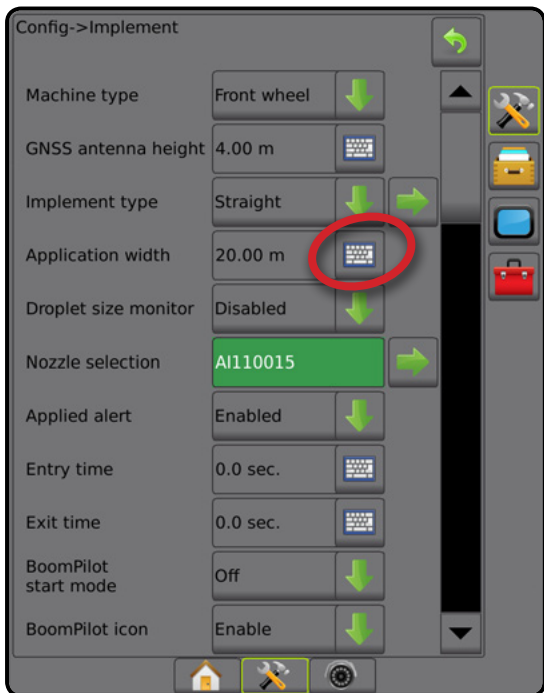 Config->Implement
Machine type Front wheel
GNSS antenna height 4.00 m
Implement type Straight
Application width 20.00 m
Droplet size monitor Disabled
Nozzle selection AI110015
Applied alert Enabled
Entry time 0.0 sec.
Exit time 0.0 sec.
BoomPilot
start mode Off
BoomPilot icon Enable